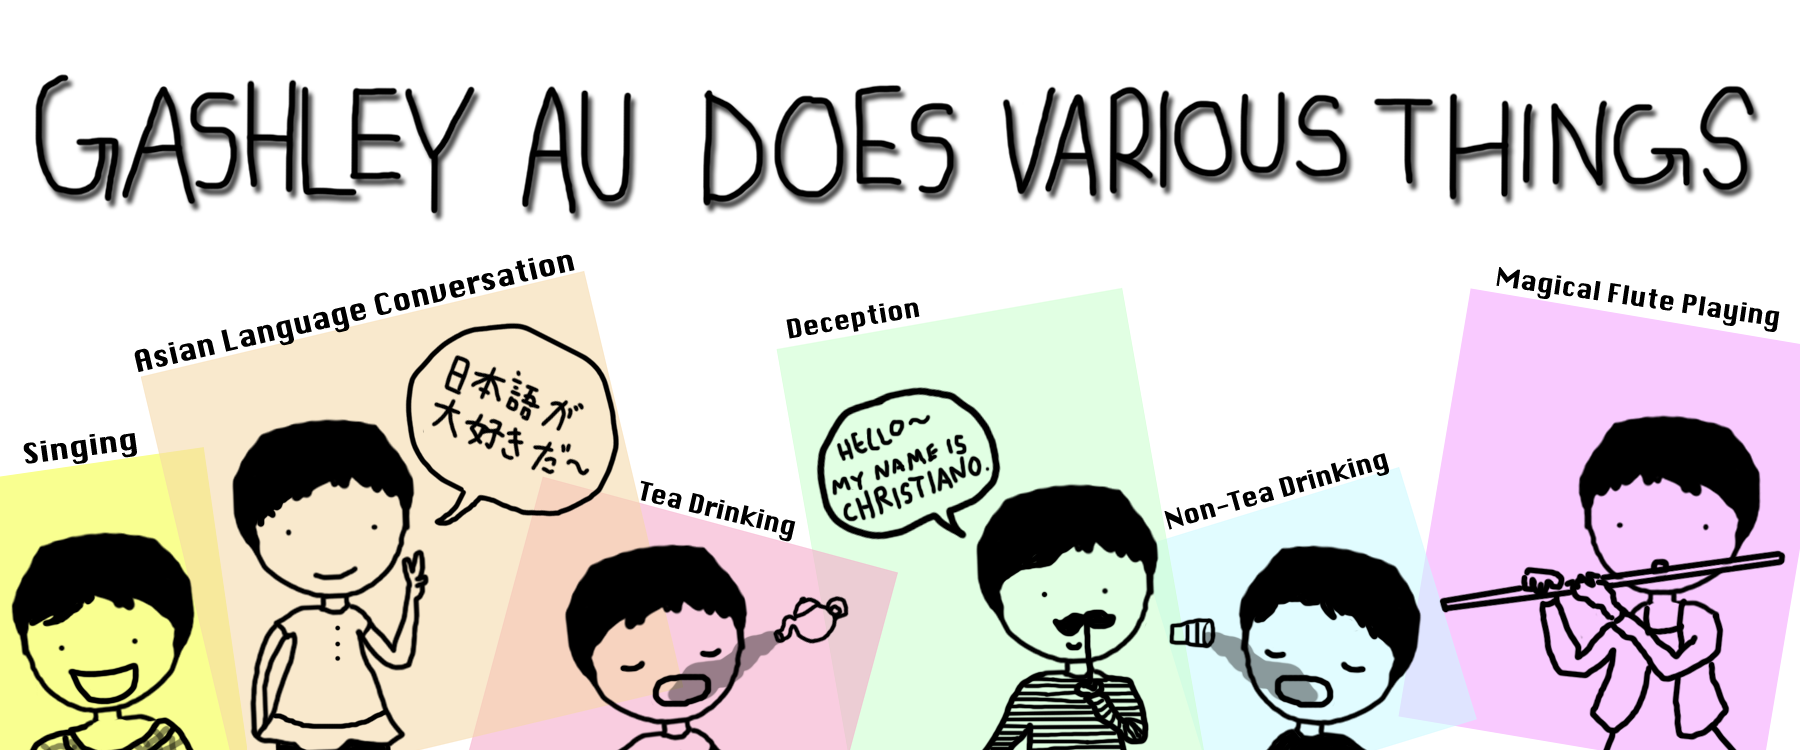 GASHLEY AU DOES VARIOUS THINGS
Singing
Asian Language Conversation
日本語が
大好きだ~
Tea Drinking
Deception
HELLO~
MY NAME IS
CHRISTIANO.
Non-Tea Drinking
Magical Flute Playing